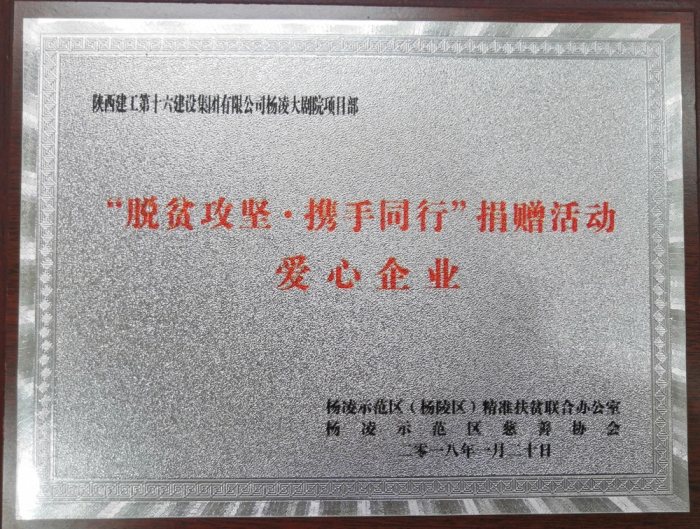 陕西建工第十六建设集团有限公司杨凌大剧院项目部
“脱贫攻坚·携手同行”捐赠活动
爱心企业
杨凌示范区（杨陵区）精准扶贫联合办公室
杨凌示范区慈善协会
二零一八年一月二十日